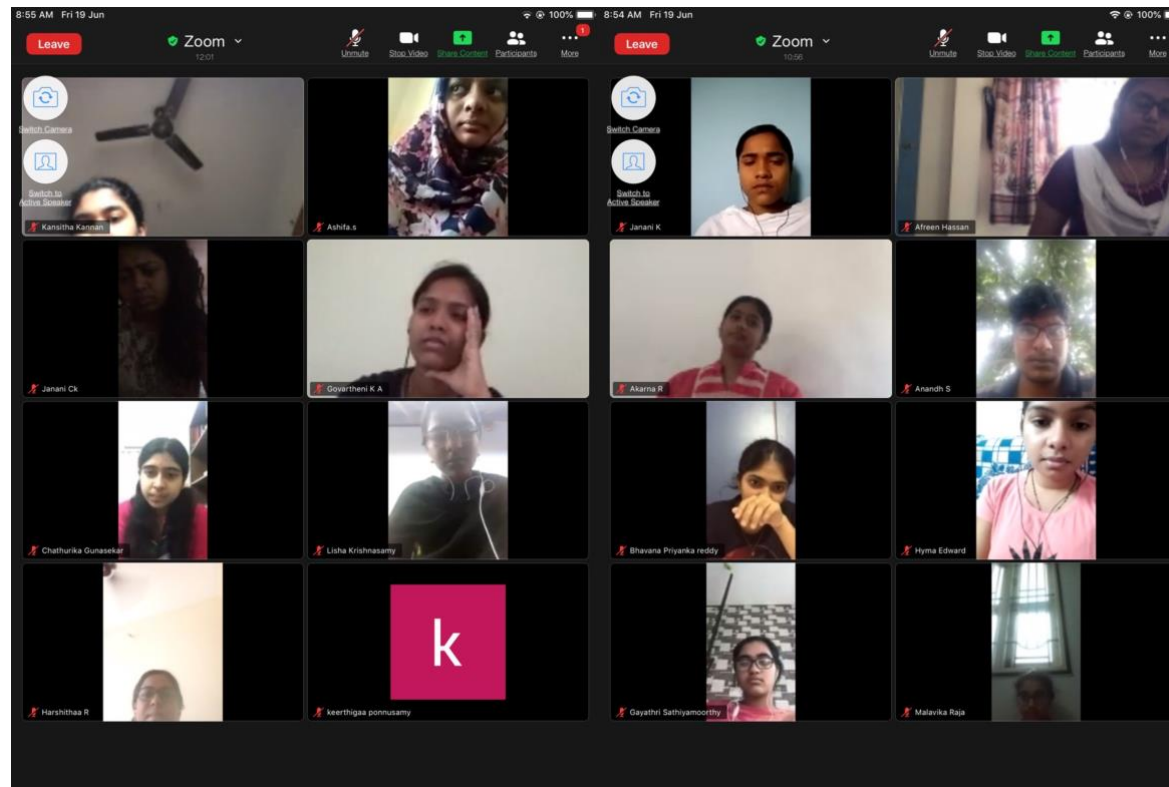 8:55 AM Fri 19 Jun
100%
Leave
Zoom
12:01
Unmute
Stop Video
Share Content
Participants
1
More
Switch Camera
Switch to
Active Speaker
Kansitha Kannan
Ashifa.s
Janani Ck
Govartheni K A
Chathurika Gunasekar
Lisha Krishnasamy
Harshithaa R
k
keerthigaa ponnusamy
8:54 AM Fri 19 Jun
100%
Leave
Zoom
10:56
Unmute
Stop Video
Share Content
Participants
More
Switch Camera
Switch to
Active Speaker
Janani K
Afreen Hassan
Akarna R
Anandh S
Bhavana Priyanka reddy
Hyma Edward
Gayathri Sathiyamoorthy
Malavika Raja